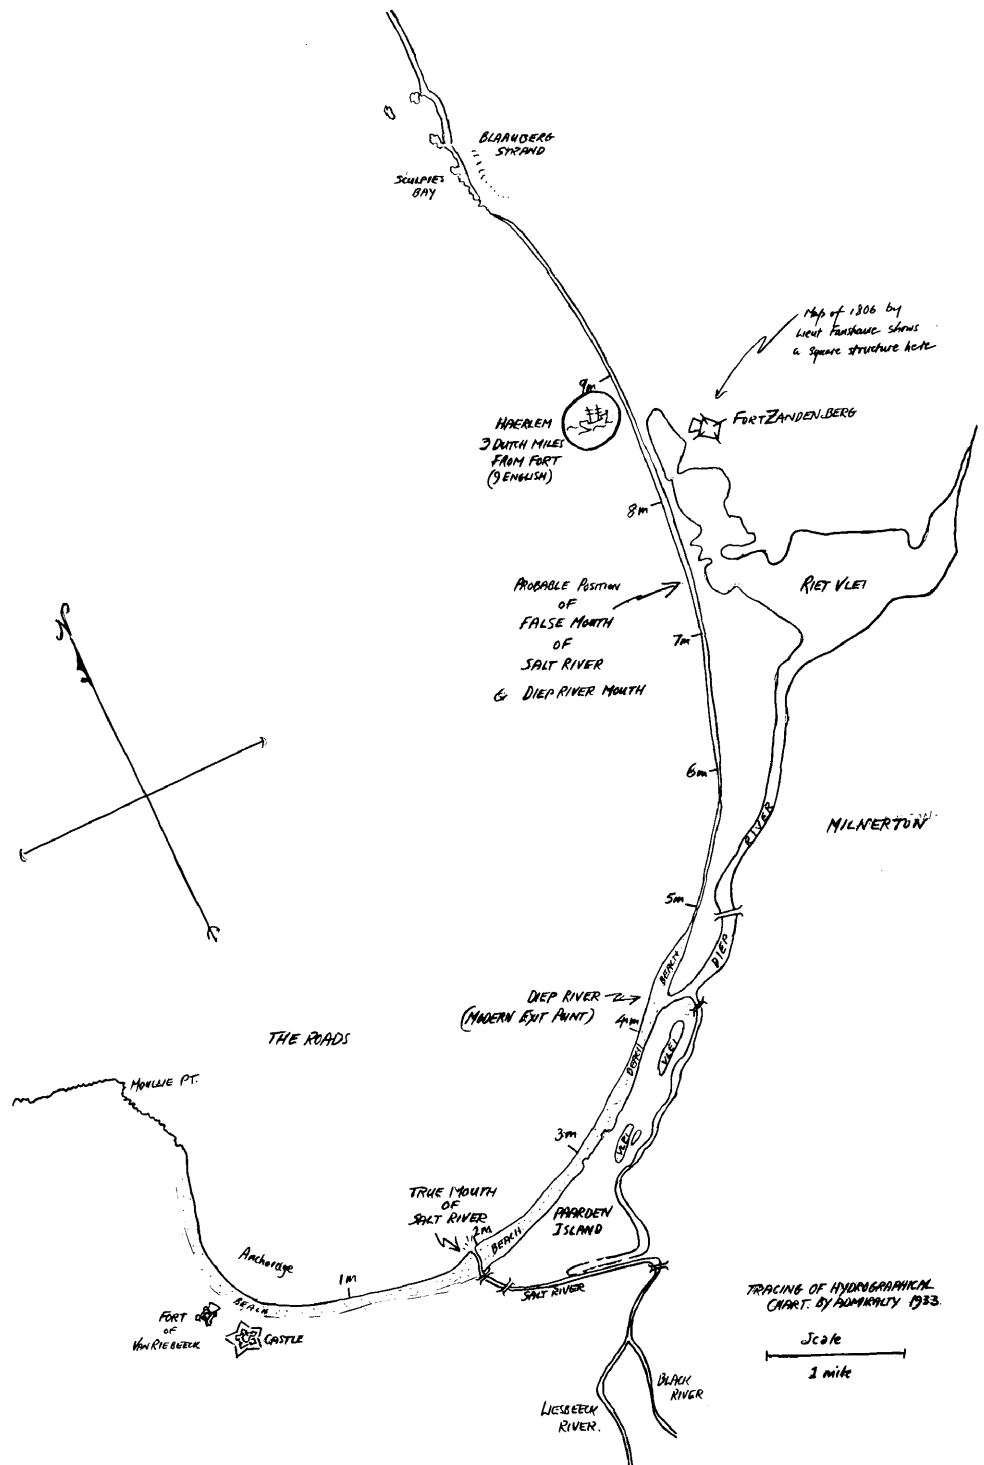 BLAAUBERG
STRAND
SCULPIES
BAY
Map of 1806 by
Lieut Fanshawe shows
a square structure here
9m
HAERLEM
3 DUTCH MILES
FROM FORT
(9 ENGLISH)
FORT ZANDENBERG
8m
PROBABLE POSITION
OF
FALSE MOUTH
OF
SALT RIVER
& DIEP RIVER MOUTH
RIET VLEI
N
7m
6m
RIVER
MILNERTON
5m
DIEP
BEACH
DIEP RIVER
(MODERN EXIT POINT)
4m
VLEI
BEACH
THE ROADS
MOULLIE PT.
3m
VLEI
TRUE MOUTH
OF
SALT RIVER
2m
PAARDEN
ISLAND
BEACH
Anchorage
1m
BEACH
SALT RIVER
FORT
OF
VAN RIEBEECK
CASTLE
TRACING OF HYDROGRAPHICAL
CHART. BY ADMIRALTY 1933.
Scale
1 mile
BLACK
RIVER
LIESBEECK
RIVER.